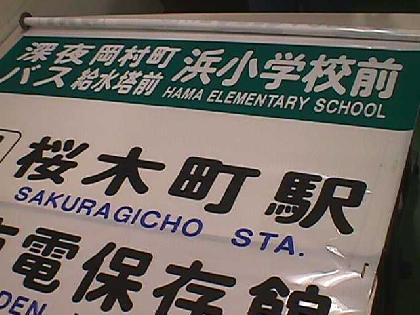 深夜 岡村町 浜小学校前
バス 給水塔前 HAMA ELEMENTARY SCHOOL
桜木町駅
SAKURAGICHO STA.
電保存館
DEN